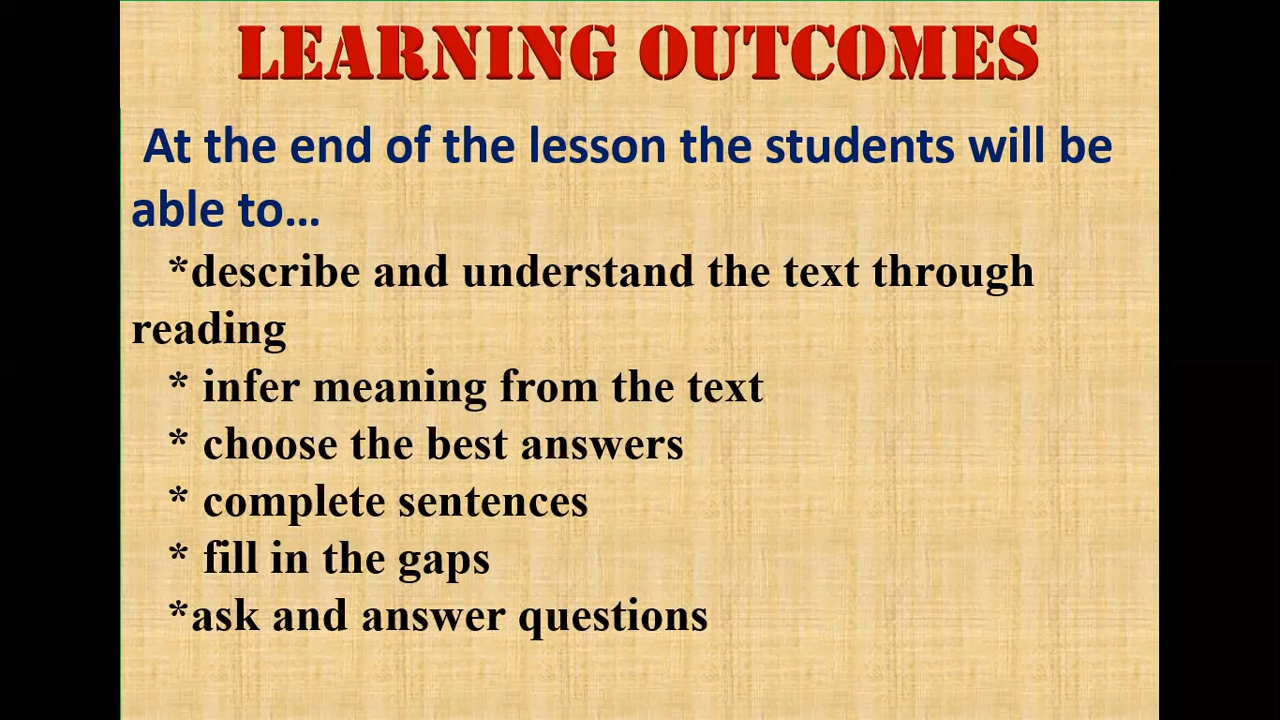 LEARNING OUTCOMES
At the end of the lesson the students will be
able to…
*describe and understand the text through
reading
* infer meaning from the text
* choose the best answers
* complete sentences
* fill in the gaps
*ask and answer questions